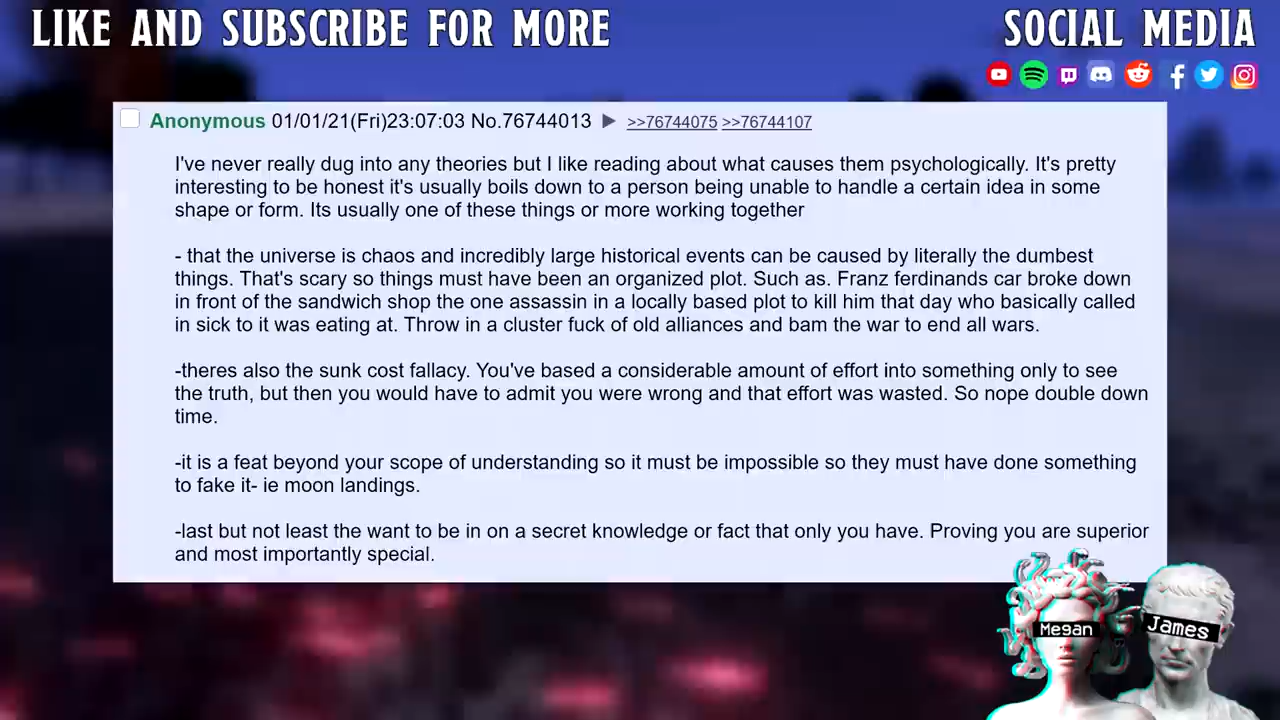 LIKE AND SUBSCRIBE FOR MORE
SOCIAL MEDIA
Anonymous 01/01/21(Fri)23:07:03 No.76744013 ▶ >>76744075 >>76744107
I've never really dug into any theories but I like reading about what causes them psychologically. It's pretty
interesting to be honest it's usually boils down to a person being unable to handle a certain idea in some
shape or form. Its usually one of these things or more working together
- that the universe is chaos and incredibly large historical events can be caused by literally the dumbest
things. That's scary so things must have been an organized plot. Such as. Franz ferdinands car broke down
in front of the sandwich shop the one assassin in a locally based plot to kill him that day who basically called
in sick to it was eating at. Throw in a cluster fuck of old alliances and bam the war to end all wars.
-theres also the sunk cost fallacy. You've based a considerable amount of effort into something only to see
the truth, but then you would have to admit you were wrong and that effort was wasted. So nope double down
time.
-it is a feat beyond your scope of understanding so it must be impossible so they must have done something
to fake it- ie moon landings.
-last but not least the want to be in on a secret knowledge or fact that only you have. Proving you are superior
and most importantly special.
Megan
James